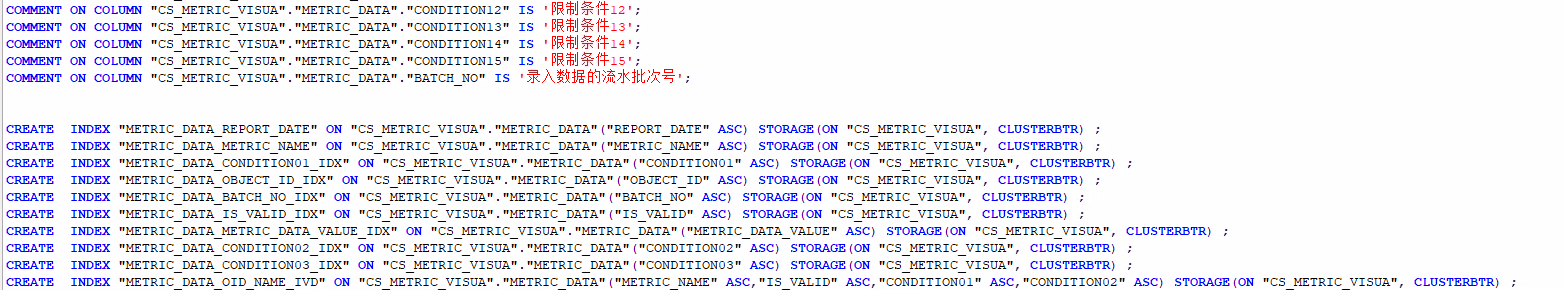 COMMENT ON COLUMN "CS_METRIC_VISUA"."METRIC_DATA"."CONDITION12" IS '限制条件12';
COMMENT ON COLUMN "CS_METRIC_VISUA"."METRIC_DATA"."CONDITION13" IS '限制条件13';
COMMENT ON COLUMN "CS_METRIC_VISUA"."METRIC_DATA"."CONDITION14" IS '限制条件14';
COMMENT ON COLUMN "CS_METRIC_VISUA"."METRIC_DATA"."CONDITION15" IS '限制条件15';
COMMENT ON COLUMN "CS_METRIC_VISUA"."METRIC_DATA"."BATCH_NO" IS '录入数据的流水批次号';
CREATE  INDEX "METRIC_DATA_REPORT_DATE" ON "CS_METRIC_VISUA"."METRIC_DATA"("REPORT_DATE" ASC) STORAGE(ON "CS_METRIC_VISUA", CLUSTERBTR) ;
CREATE  INDEX "METRIC_DATA_METRIC_NAME" ON "CS_METRIC_VISUA"."METRIC_DATA"("METRIC_NAME" ASC) STORAGE(ON "CS_METRIC_VISUA", CLUSTERBTR) ;
CREATE  INDEX "METRIC_DATA_CONDITION01_IDX" ON "CS_METRIC_VISUA"."METRIC_DATA"("CONDITION01" ASC) STORAGE(ON "CS_METRIC_VISUA", CLUSTERBTR) ;
CREATE  INDEX "METRIC_DATA_OBJECT_ID_IDX" ON "CS_METRIC_VISUA"."METRIC_DATA"("OBJECT_ID" ASC) STORAGE(ON "CS_METRIC_VISUA", CLUSTERBTR) ;
CREATE  INDEX "METRIC_DATA_BATCH_NO_IDX" ON "CS_METRIC_VISUA"."METRIC_DATA"("BATCH_NO" ASC) STORAGE(ON "CS_METRIC_VISUA", CLUSTERBTR) ;
CREATE  INDEX "METRIC_DATA_IS_VALID_IDX" ON "CS_METRIC_VISUA"."METRIC_DATA"("IS_VALID" ASC) STORAGE(ON "CS_METRIC_VISUA", CLUSTERBTR) ;
CREATE  INDEX "METRIC_DATA_METRIC_DATA_VALUE_IDX" ON "CS_METRIC_VISUA"."METRIC_DATA"("METRIC_DATA_VALUE" ASC) STORAGE(ON "CS_METRIC_VISUA", CLUSTERBTR) ;
CREATE  INDEX "METRIC_DATA_CONDITION02_IDX" ON "CS_METRIC_VISUA"."METRIC_DATA"("CONDITION02" ASC) STORAGE(ON "CS_METRIC_VISUA", CLUSTERBTR) ;
CREATE  INDEX "METRIC_DATA_CONDITION03_IDX" ON "CS_METRIC_VISUA"."METRIC_DATA"("CONDITION03" ASC) STORAGE(ON "CS_METRIC_VISUA", CLUSTERBTR) ;
CREATE  INDEX "METRIC_DATA_OID_NAME_IVD" ON "CS_METRIC_VISUA"."METRIC_DATA"("METRIC_NAME" ASC,"IS_VALID" ASC,"CONDITION01" ASC,"CONDITION02" ASC) STORAGE(ON "CS_METRIC_VISUA", CLUSTERBTR) ;